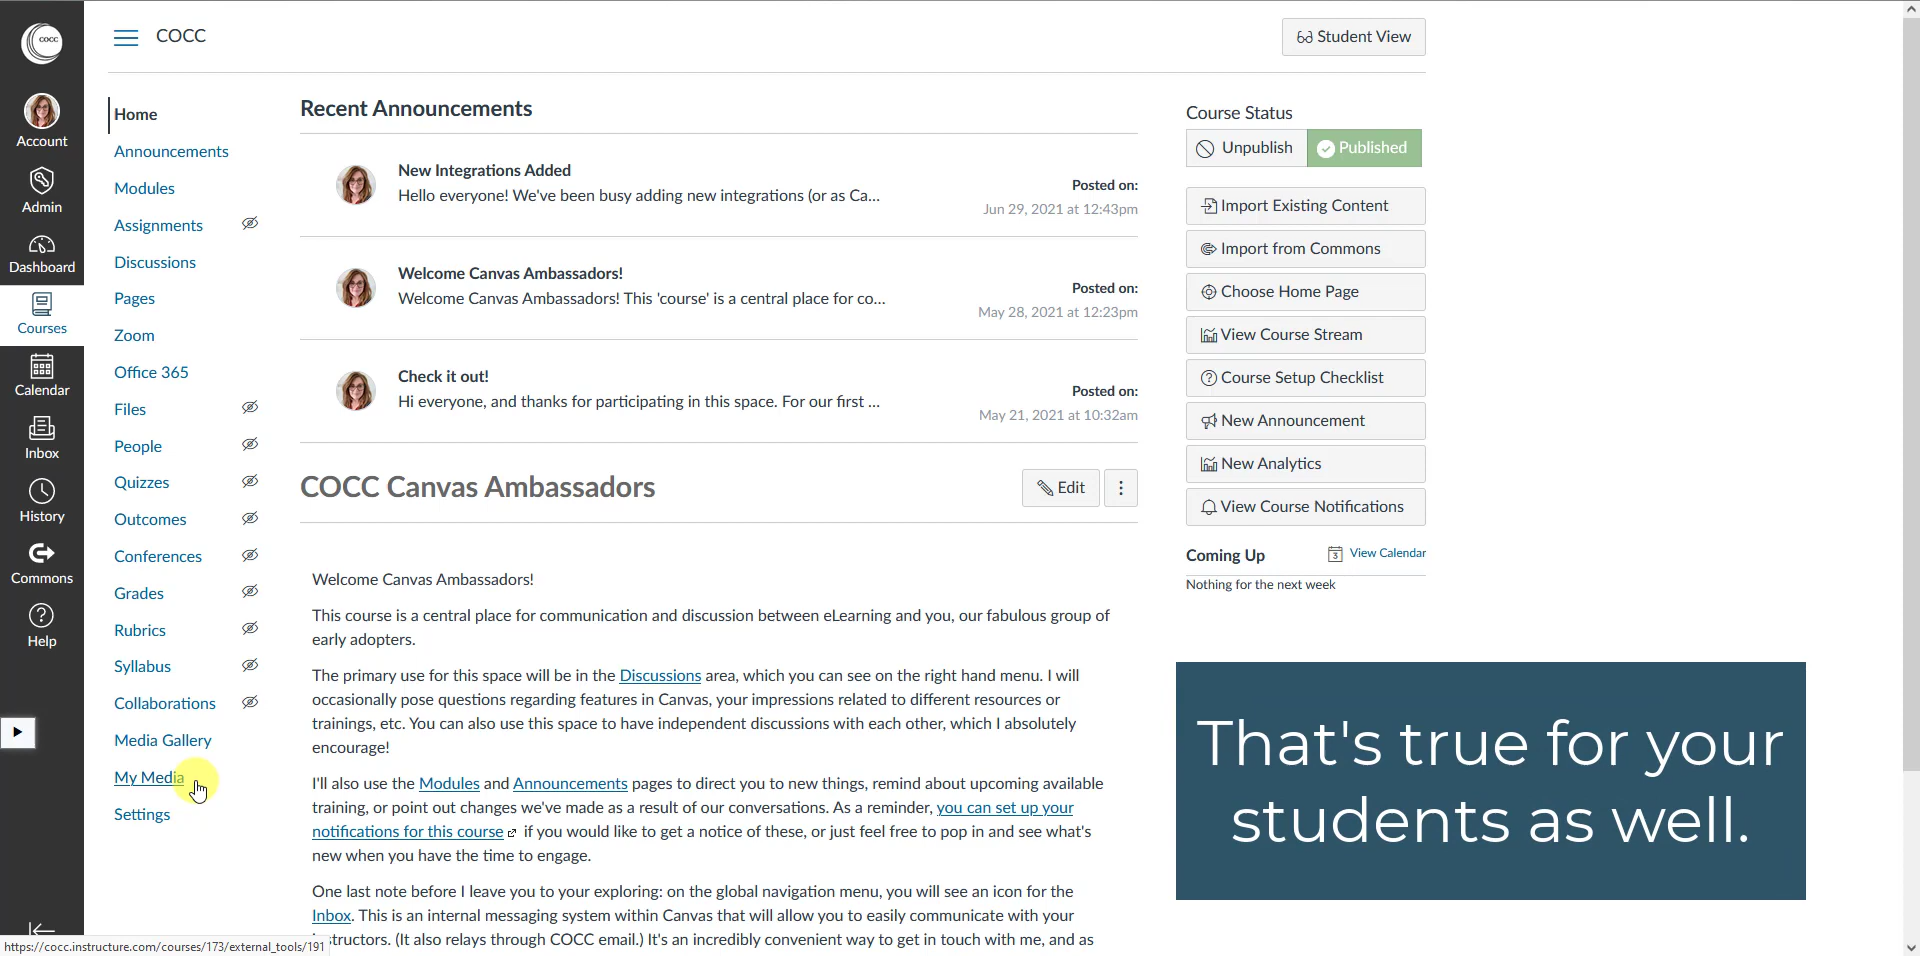 COCC
COCC
Student View
Account
Admin
Dashboard
Courses
Calendar
Inbox
History
Commons
Help
Home
Announcements
Modules
Assignments
Discussions
Pages
Zoom
Office 365
Files
People
Quizzes
Outcomes
Conferences
Grades
Rubrics
Syllabus
Collaborations
Media Gallery
My Media
Settings
Recent Announcements
New Integrations Added
Hello everyone! We've been busy adding new integrations (or as Ca...
Posted on:
Jun 29, 2021 at 12:43pm
Welcome Canvas Ambassadors!
Welcome Canvas Ambassadors! This 'course' is a central place for co...
Posted on:
May 28, 2021 at 12:23pm
Check it out!
Hi everyone, and thanks for participating in this space. For our first ...
Posted on:
May 21, 2021 at 10:32am
COCC Canvas Ambassadors
Edit
Welcome Canvas Ambassadors!
This course is a central place for communication and discussion between eLearning and you, our fabulous group of
early adopters.
The primary use for this space will be in the Discussions area, which you can see on the right hand menu. I will
occasionally pose questions regarding features in Canvas, your impressions related to different resources or
trainings, etc. You can also use this space to have independent discussions with each other, which I absolutely
encourage!
I'll also use the Modules and Announcements pages to direct you to new things, remind about upcoming available
training, or point out changes we've made as a result of our conversations. As a reminder, you can set up your
notifications for this course if you would like to get a notice of these, or just feel free to pop in and see what's
new when you have the time to engage.
One last note before I leave you to your exploring: on the global navigation menu, you will see an icon for the
Inbox. This is an internal messaging system within Canvas that will allow you to easily communicate with your
structors. (It also relays through COCC email.) It's an incredibly convenient way to get in touch with me, and as
Course Status
Unpublish
Published
Import Existing Content
Import from Commons
Choose Home Page
View Course Stream
Course Setup Checklist
New Announcement
New Analytics
View Course Notifications
Coming Up
3
View Calendar
Nothing for the next week
That's true for your
students as well.
https://cocc.instructure.com/courses/173/external_tools/191